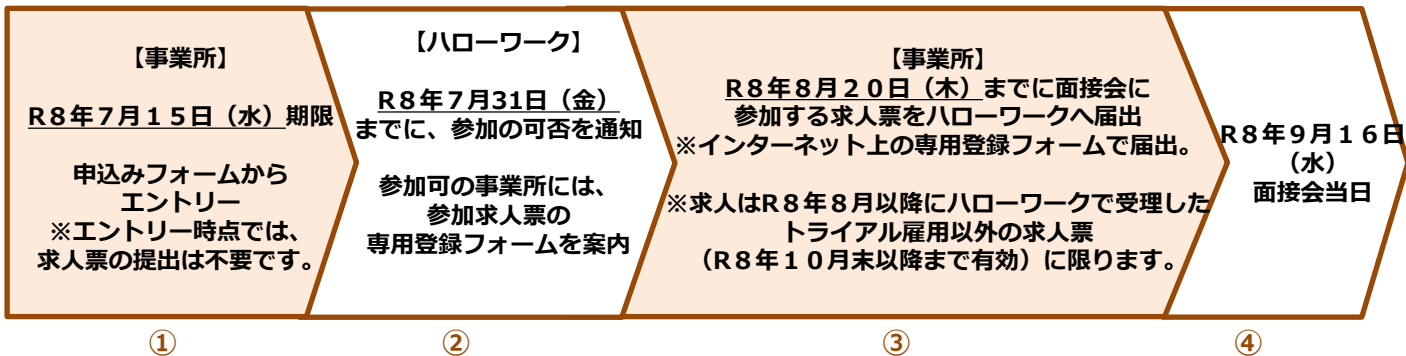 【事業所】
R８年７月１５日（水）期限
申込みフォームから
エントリー
※エントリー時点では、
求人票の提出は不要です。
①
【ハローワーク】
R８年７月31日（金）
までに、参加の可否を通知
参加可の事業所には、
参加求人票の
専用登録フォームを案内
②
【事業所】
R８年８月２０日（木）までに面接会に
参加する求人票をハローワークへ届出
※インターネット上の専用登録フォームで届出。
※求人はR８年８月以降にハローワークで受理した
トライアル雇用以外の求人票
（R８年１０月末以降まで有効）に限ります。
③
R８年９月１６日
（水）
面接会当日
④